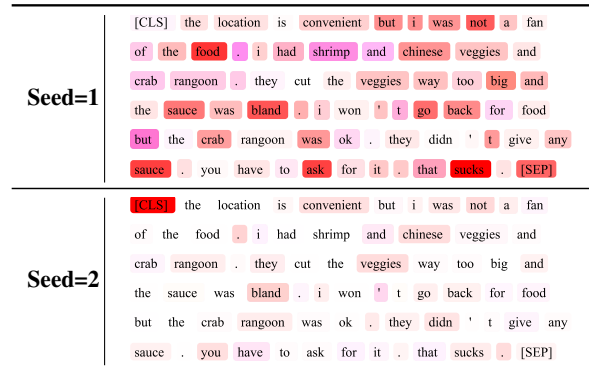 [CLS] the location is convenient but i was not a fan
of the food . i had shrimp and chinese veggies and
crab rangoon . they cut the veggies way too big and
Seed=1
the sauce was bland . i won ' t go back for food
but the crab rangoon was ok . they didn ' t give any
sauce . you have to ask for it . that sucks . [SEP]
[CLS] the location is convenient but i was not a fan
of the food . i had shrimp and chinese veggies and
crab rangoon . they cut the veggies way too big and
Seed=2
the sauce was bland . i won ' t go back for food
but the crab rangoon was ok . they didn ' t give any
sauce . you have to ask for it . that sucks . [SEP]